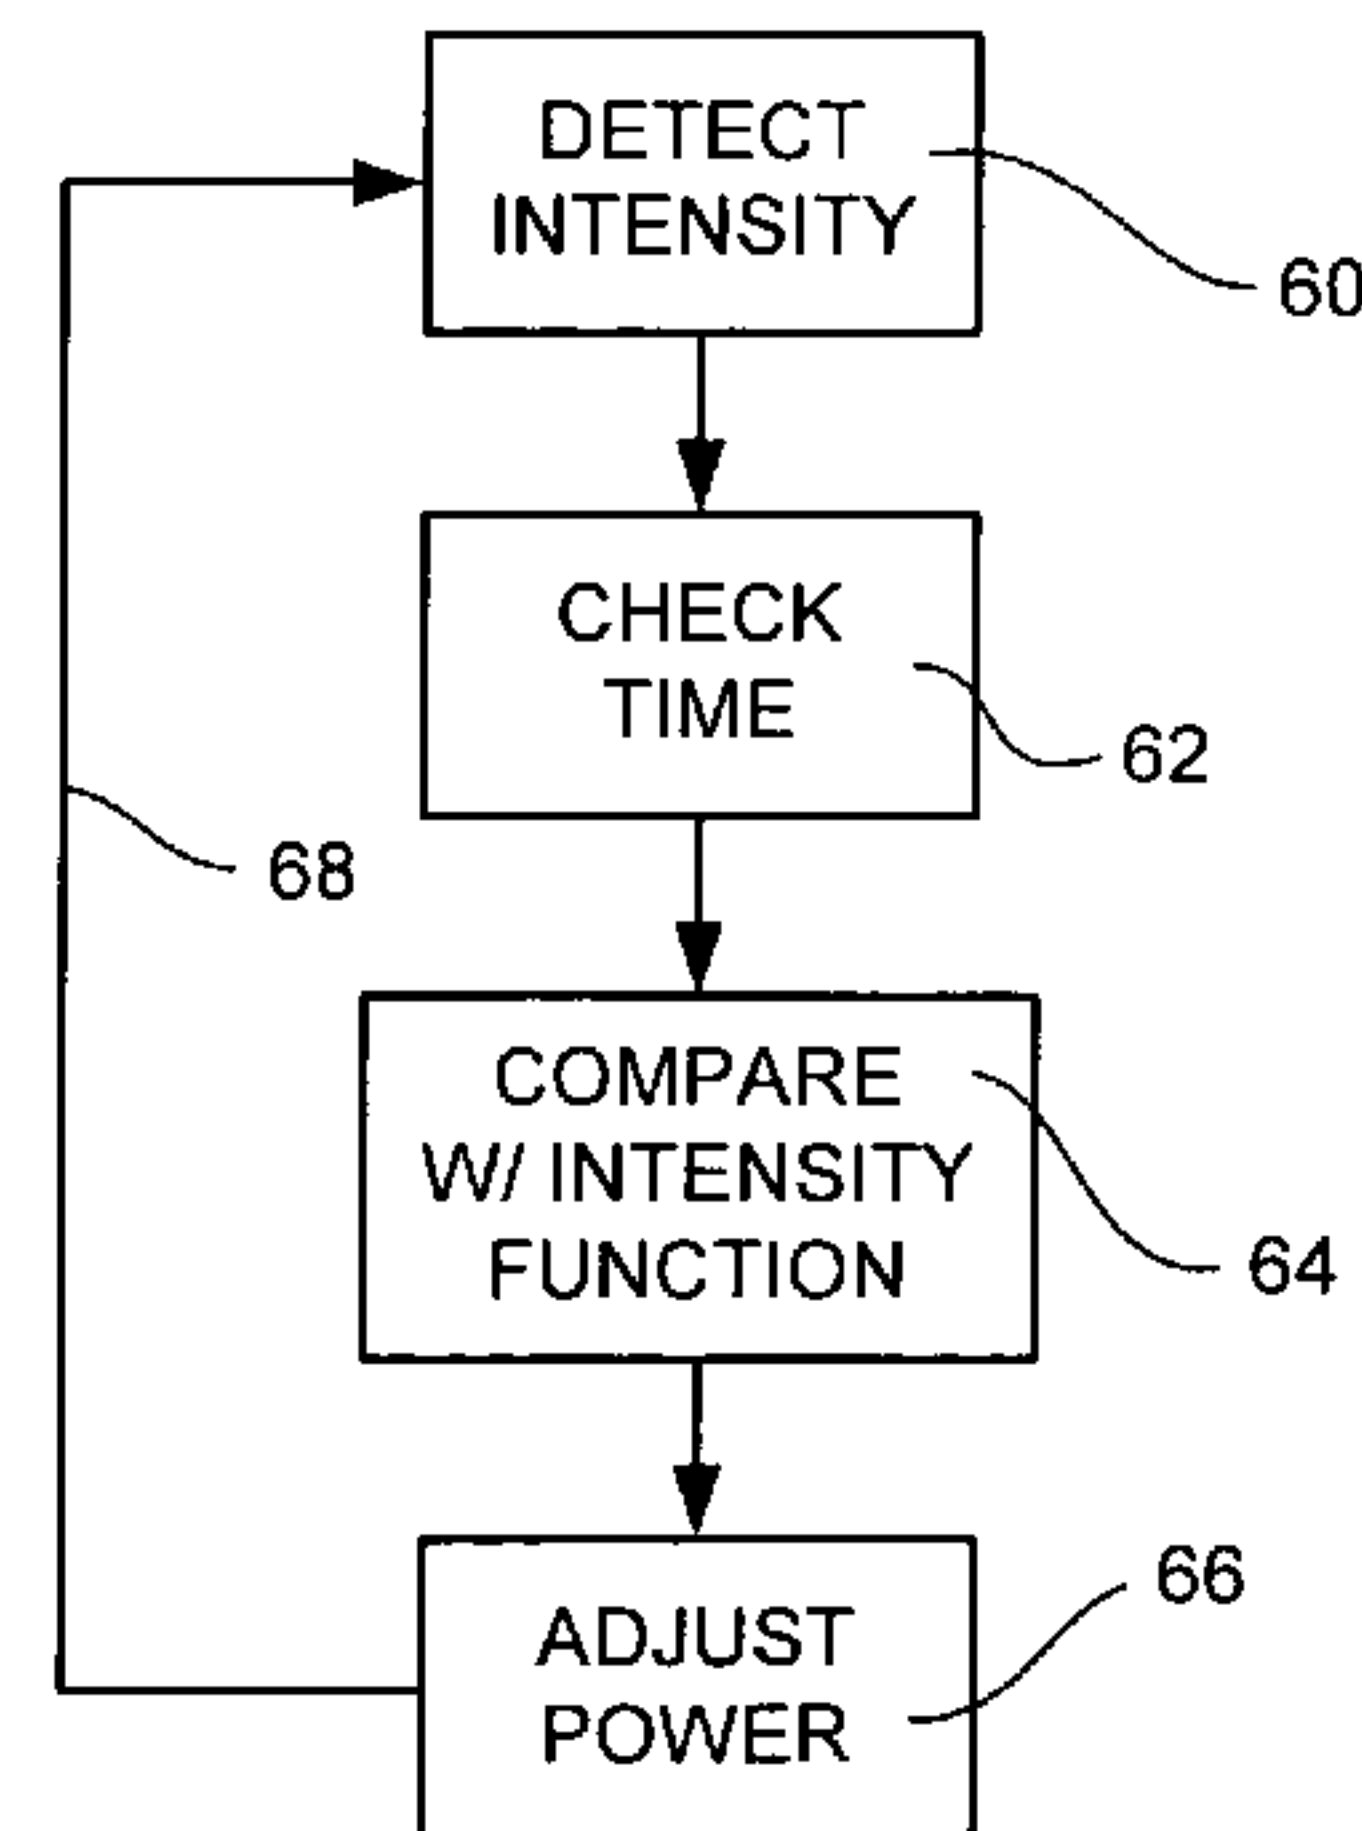 DETECT
INTENSITY
60
CHECK
TIME
62
68
COMPARE
W/ INTENSITY
FUNCTION
64
66
ADJUST
POWER